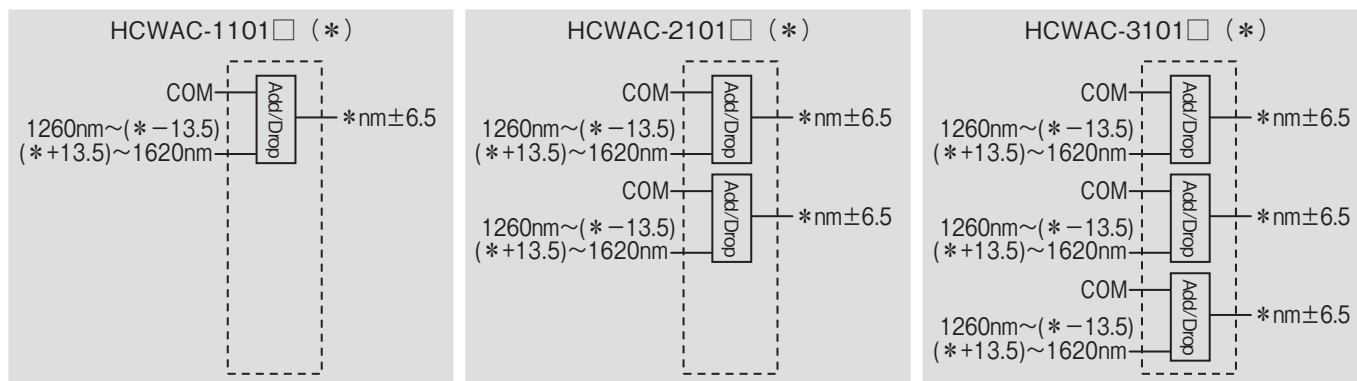 HCWAC-1101□（＊）
COM
Add/Drop
＊nm±6.5
1260nm～(＊－13.5)
(＊+13.5)～1620nm
HCWAC-2101□（＊）
COM
Add/Drop
＊nm±6.5
1260nm～(＊－13.5)
(＊+13.5)～1620nm
COM
Add/Drop
＊nm±6.5
1260nm～(＊－13.5)
(＊+13.5)～1620nm
HCWAC-3101□（＊）
COM
Add/Drop
＊nm±6.5
1260nm～(＊－13.5)
(＊+13.5)～1620nm
COM
Add/Drop
＊nm±6.5
1260nm～(＊－13.5)
(＊+13.5)～1620nm
COM
Add/Drop
＊nm±6.5
1260nm～(＊－13.5)
(＊+13.5)～1620nm